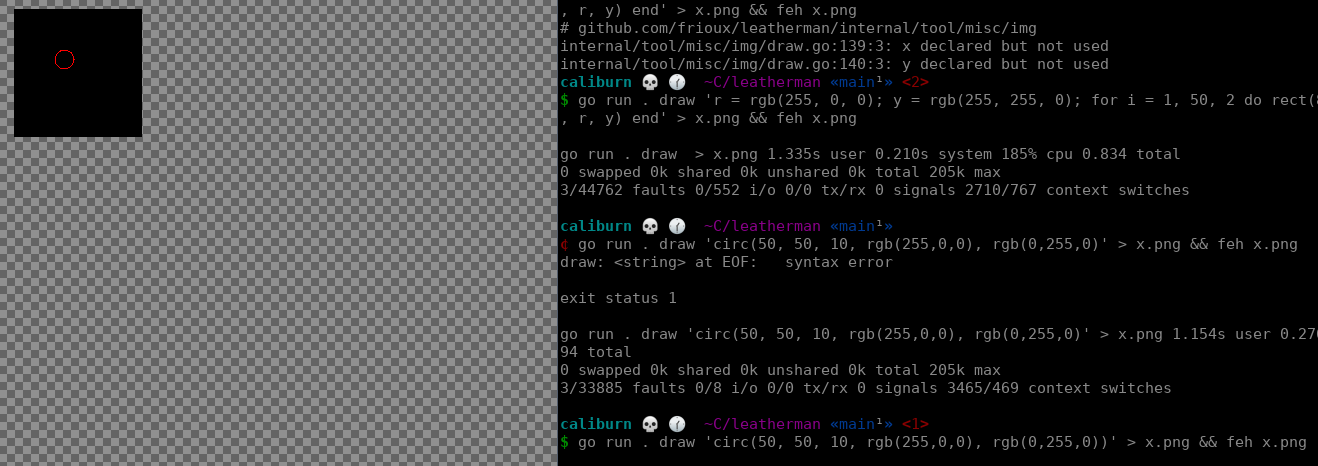 , r, y) end' > x.png && feh x.png
# github.com/frioux/leatherman/internal/tool/misc/img
internal/tool/misc/img/draw.go:139:3: x declared but not used
internal/tool/misc/img/draw.go:140:3: y declared but not used
caliburn 💀 🕜 ~C/leatherman «main¹» <2>
$ go run . draw 'r = rgb(255, 0, 0); y = rgb(255, 255, 0); for i = 1, 50, 2 do rect(
, r, y) end' > x.png && feh x.png
go run . draw  > x.png 1.335s user 0.210s system 185% cpu 0.834 total
0 swapped 0k shared 0k unshared 0k total 205k max
3/44762 faults 0/552 i/o 0/0 tx/rx 0 signals 2710/767 context switches
caliburn 💀 🕜 ~C/leatherman «main¹»
¢ go run . draw 'circ(50, 50, 10, rgb(255,0,0), rgb(0,255,0)' > x.png && feh x.png
draw: <string> at EOF:   syntax error
exit status 1
go run . draw 'circ(50, 50, 10, rgb(255,0,0), rgb(0,255,0)' > x.png 1.154s user 0.27
94 total
0 swapped 0k shared 0k unshared 0k total 205k max
3/33885 faults 0/8 i/o 0/0 tx/rx 0 signals 3465/469 context switches
caliburn 💀 🕜 ~C/leatherman «main¹» <1>
$ go run . draw 'circ(50, 50, 10, rgb(255,0,0), rgb(0,255,0))' > x.png && feh x.png